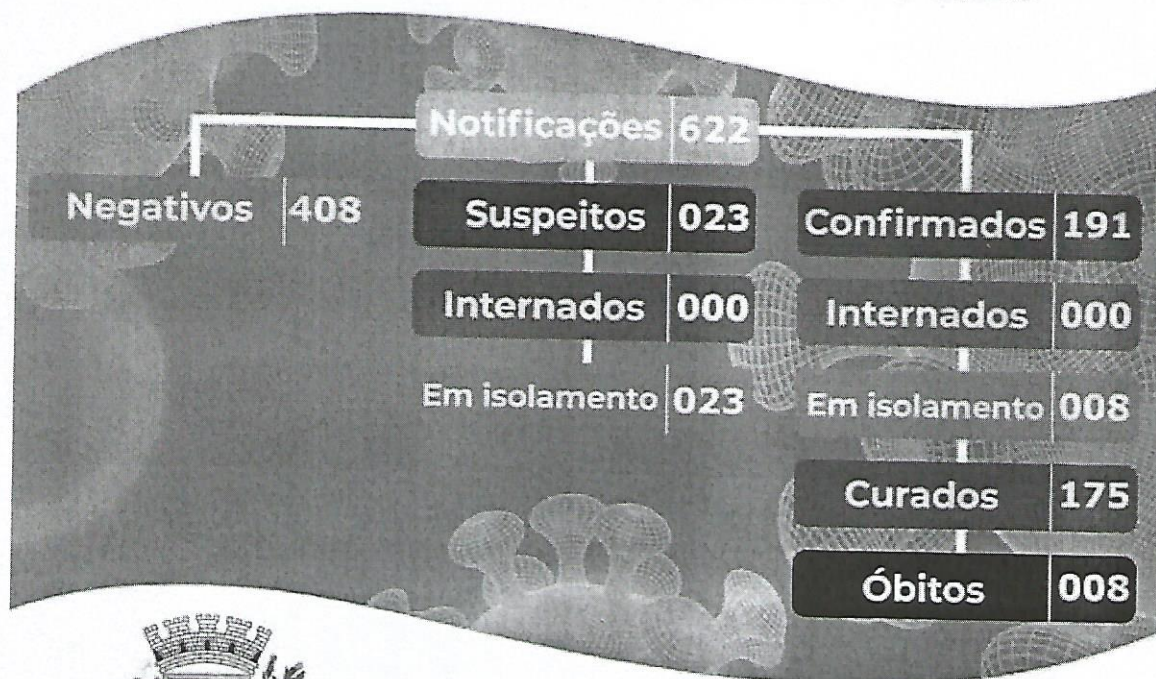 Notificações 622
Negativos 408
Suspeitos 023
Internados 000
Em isolamento 023
Confirmados 191
Internados 000
Em isolamento 008
Curados 175
Óbitos 008